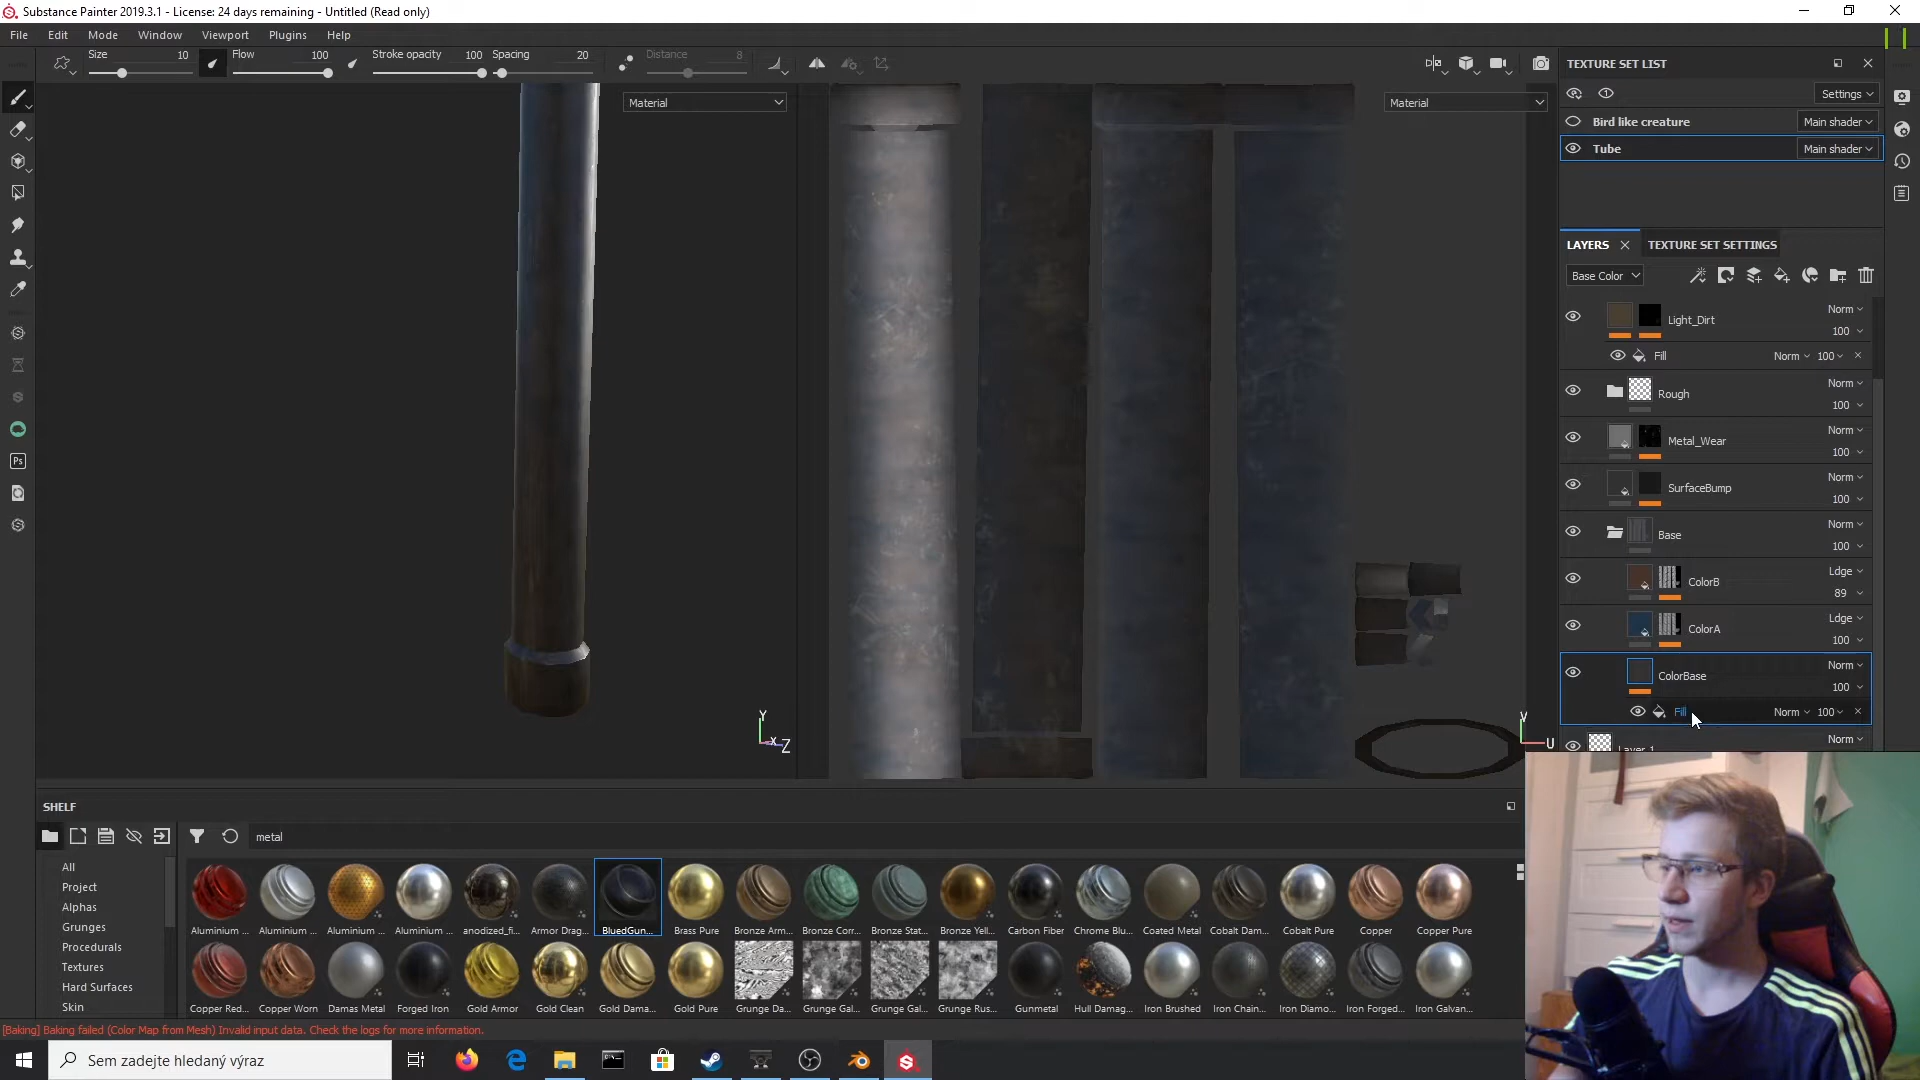 Substance Painter 2019.3.1 - License: 24 days remaining - Untitled (Read only)
File Edit Mode Window Viewport Plugins Help
Size 10 Flow 100 Stroke opacity 100 Spacing 20 Distance 8
Material
Material
Y
X
Z
V
U
TEXTURE SET LIST
Settings
Bird like creature Main shader
Tube Main shader
LAYERS TEXTURE SET SETTINGS
Base Color
Light_Dirt Norm 100
Fill Norm 100
Rough Norm 100
Metal_Wear Norm 100
SurfaceBump Norm 100
Base Norm 100
ColorB Ldge 89
ColorA Ldge 100
ColorBase Norm 100
Fill Norm 100
Layer 1 Norm
SHELF
metal
All
Project
Alphas
Grunges
Procedurals
Textures
Hard Surfaces
Skin
Aluminium ... Aluminium ... Aluminium ... Aluminium ... anodized_fi... Armor Drag... BluedGun... Brass Pure Bronze Arm... Bronze Corr... Bronze Stat... Bronze Yell... Carbon Fiber Chrome Blu... Coated Metal Cobalt Dam... Cobalt Pure Copper Copper Pure
Copper Red... Copper Worn Damas Metal Forged Iron Gold Armor Gold Clean Gold Dama... Gold Pure Grunge Da... Grunge Gal... Grunge Gal... Grunge Rus... Gunmetal Hull Damag... Iron Brushed Iron Chain... Iron Diamo... Iron Forged... Iron Galvan...
[Baking] Baking failed (Color Map from Mesh) Invalid input data. Check the logs for more information.
Sem zadejte hledaný výraz
Ps